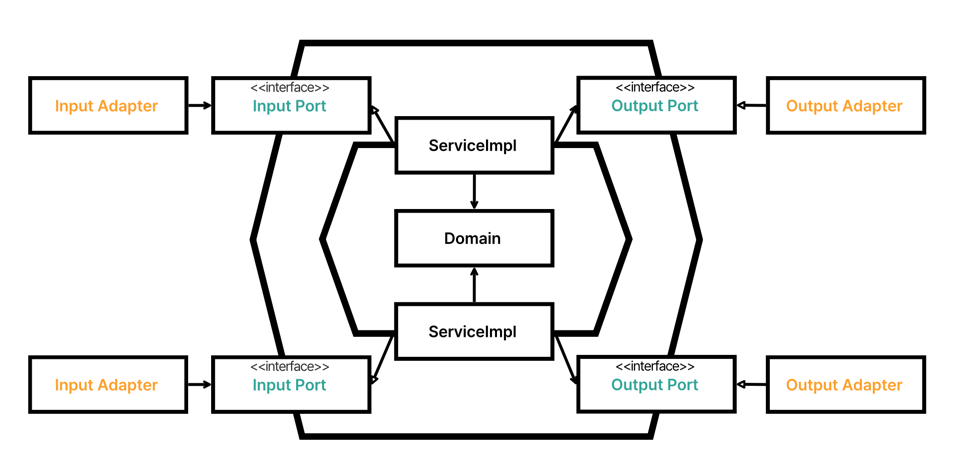 <<interface>>
Input Adapter
Input Port
<<interface>>
Output Port
Output Adapter
ServiceImpl
Domain
ServiceImpl
<<interface>>
Input Adapter
Input Port
<<interface>>
Output Port
Output Adapter